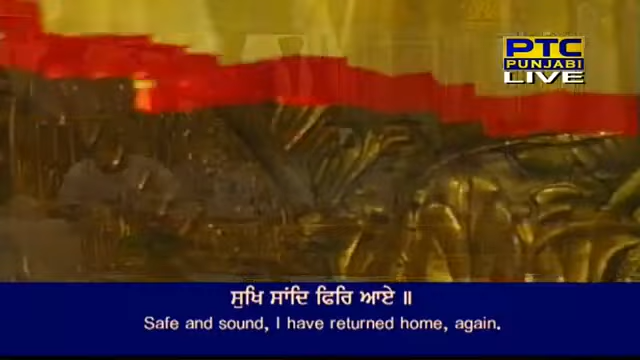 PTC
PUNJABI
LIVE
ਸੁਖਿ ਸਾਂਦਿ ਫਿਰਿ ਆਏ ॥
Safe and sound, I have returned home, again.